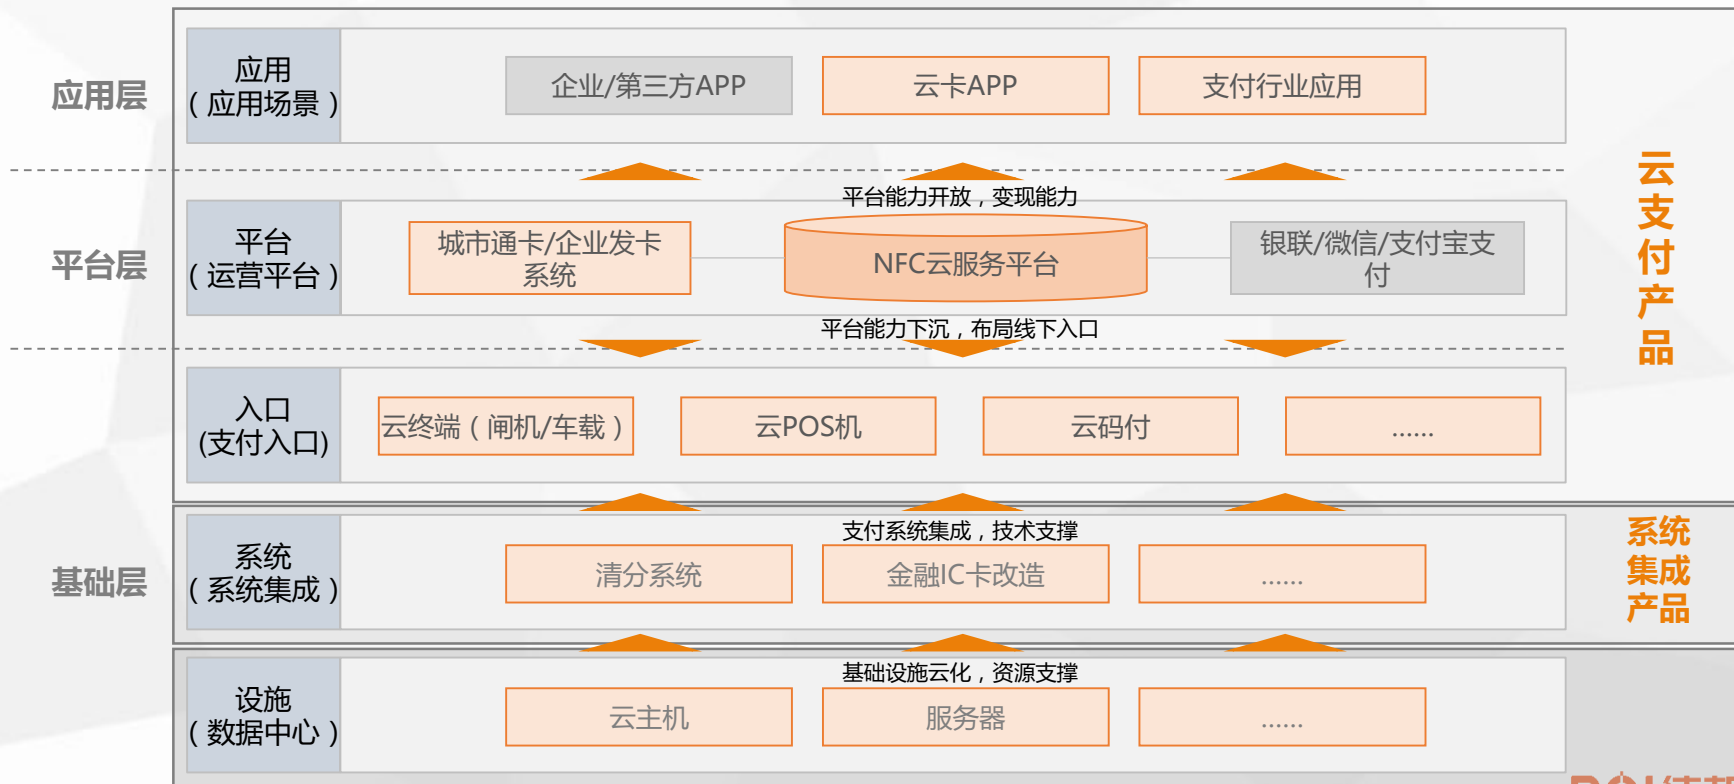 应用层
应用
（应用场景）
企业/第三方APP
云卡APP
支付行业应用
平台能力开放，变现能力
平台层
平台
（运营平台）
城市通卡/企业发卡
系统
NFC云服务平台
银联/微信/支付宝支
付
平台能力下沉，布局线下入口
入口
(支付入口)
云终端（闸机/车载）
云POS机
云码付
……
云
支
付
产
品
支付系统集成，技术支撑
基础层
系统
（系统集成）
清分系统
金融IC卡改造
……
系统
集成
产品
基础设施云化，资源支撑
设施
（数据中心）
云主机
服务器
……